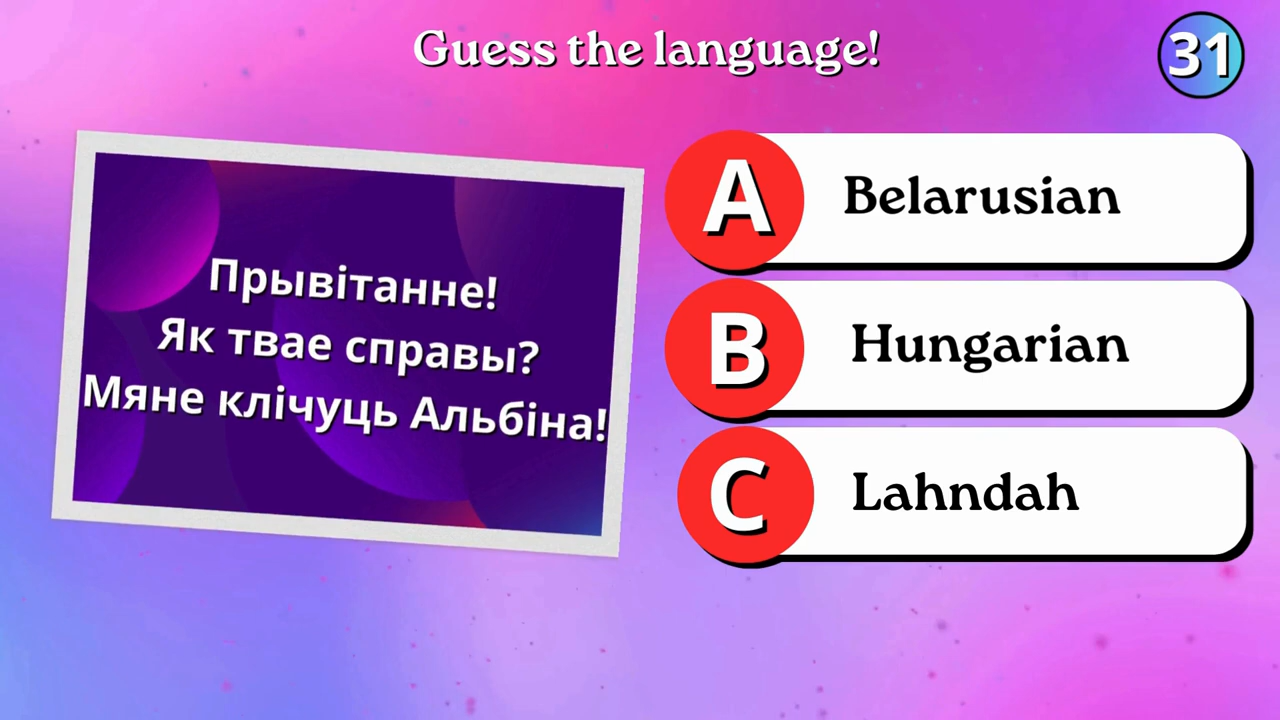 Guess the language!
31
Прывітанне!
Як твае справы?
Мяне клічуць Альбіна!
A Belarusian
B Hungarian
C Lahndah